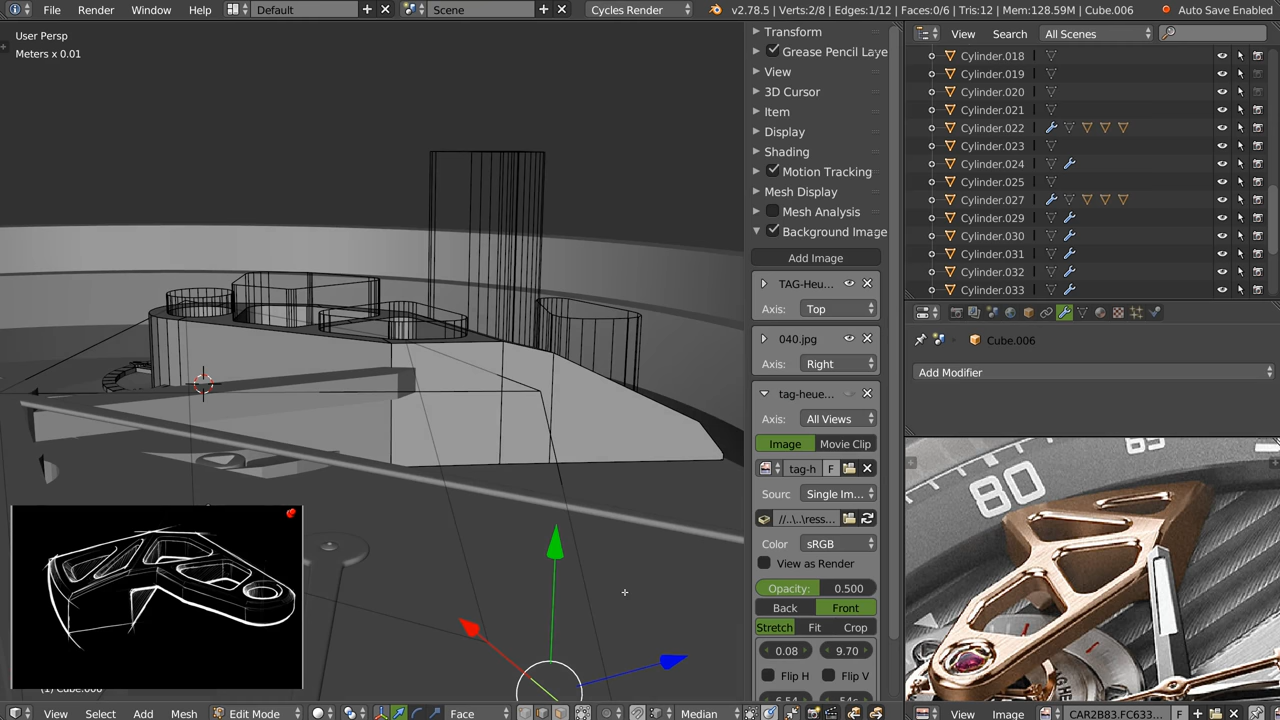 File Render Window Help Default Scene Cycles Render v2.78.5 | Verts:2/8 | Edges:1/12 | Faces:0/6 | Tris:12 | Mem:128.59M | Cube.006 Auto Save Enabled
User Persp
Meters x 0.01
Transform
Grease Pencil Laye
View
3D Cursor
Item
Display
Shading
Motion Tracking
Mesh Display
Mesh Analysis
Background Image
Add Image
TAG-Heu...
Axis: Top
040.jpg
Axis: Right
tag-heue...
Axis: All Views
Image Movie Clip
tag-h F
Sourc Single Im...
//..\..\ress...
Color sRGB
View as Render
Opacity: 0.500
Back Front
Stretch Fit Crop
0.08 9.70
Flip H Flip V
View Search All Scenes
Cylinder.018
Cylinder.019
Cylinder.020
Cylinder.021
Cylinder.022
Cylinder.023
Cylinder.024
Cylinder.025
Cylinder.027
Cylinder.029
Cylinder.030
Cylinder.031
Cylinder.032
Cylinder.033
Cube.006
Add Modifier
80
85
(1) Cube.006
View Select Add Mesh Edit Mode Face Median
View Image CAR2B83.FC633... F